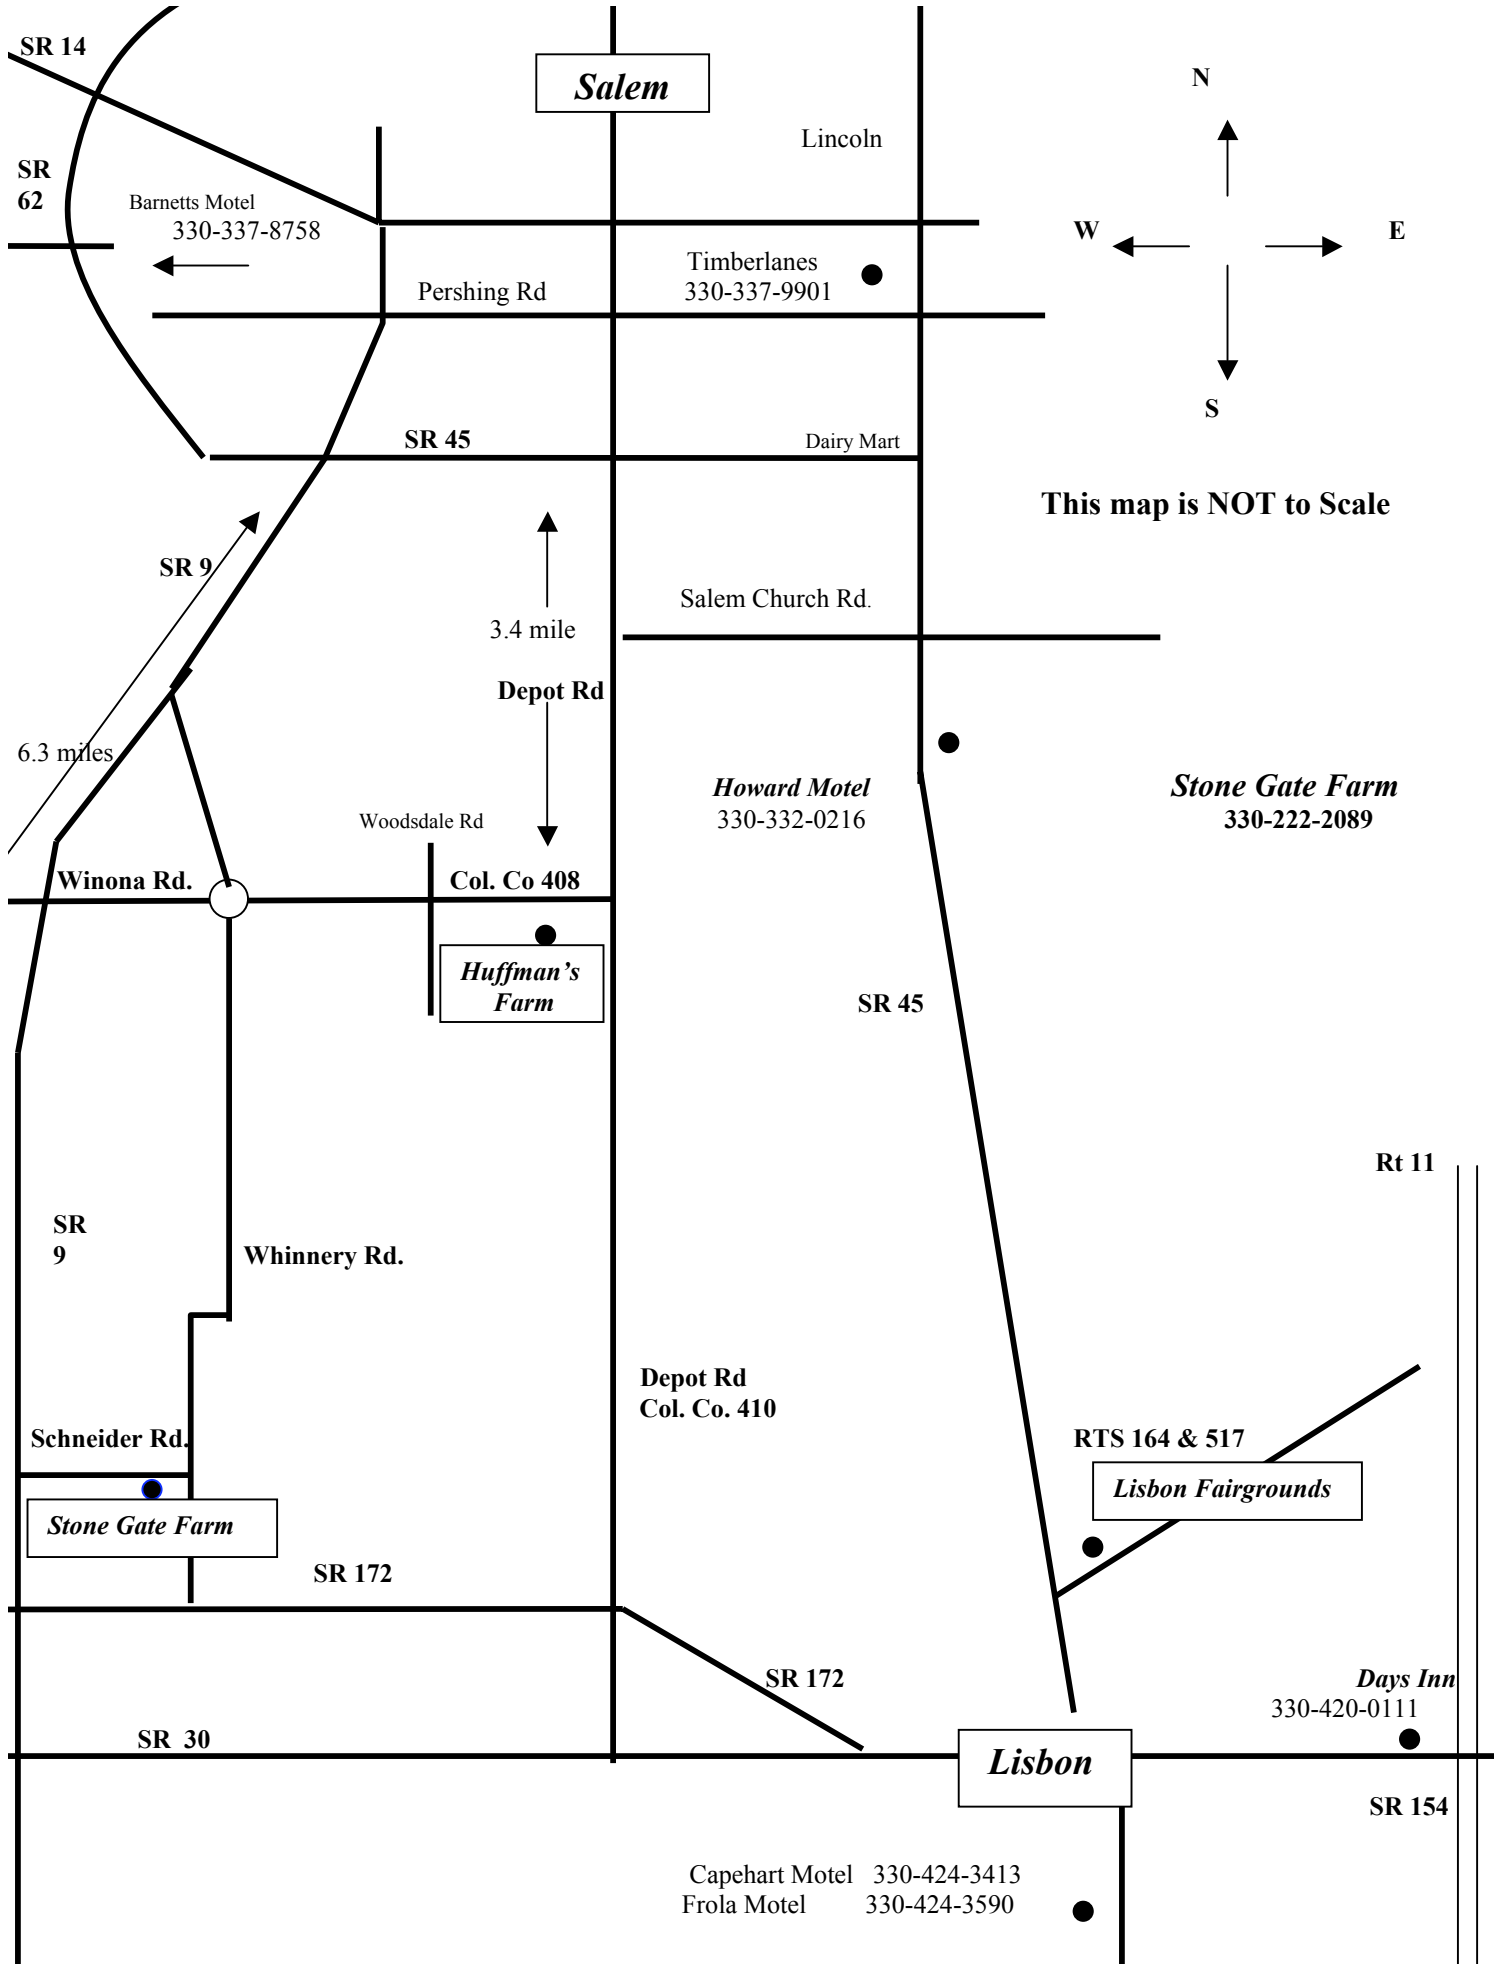 SR 14
Salem
N
Lincoln
SR
62
Barnetts Motel
330-337-8758
W
E
Timberlanes
330-337-9901
Pershing Rd
S
SR 45
Dairy Mart
This map is NOT to Scale
SR 9
Salem Church Rd.
3.4 mile
Depot Rd
6.3 miles
Howard Motel
330-332-0216
Stone Gate Farm
330-222-2089
Woodsdale Rd
Winona Rd.
Col. Co 408
Huffman's
Farm
SR 45
Rt 11
SR
9
Whinnery Rd.
Depot Rd
Col. Co. 410
Schneider Rd.
RTS 164 & 517
Lisbon Fairgrounds
Stone Gate Farm
SR 172
SR 172
Days Inn
330-420-0111
SR 30
Lisbon
SR 154
Capehart Motel 330-424-3413
Frola Motel 330-424-3590